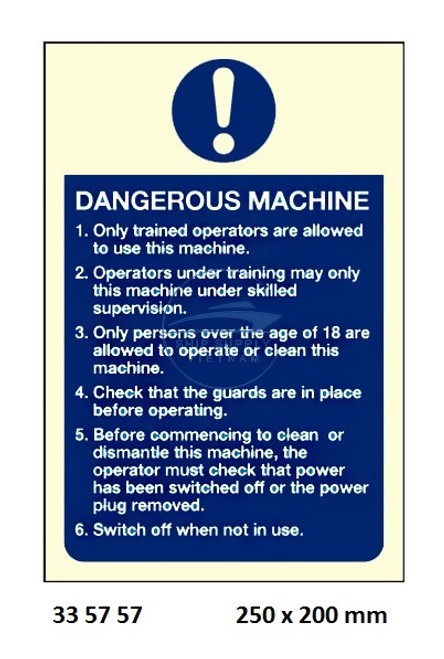 DANGEROUS MACHINE
1. Only trained operators are allowed
to use this machine.
2. Operators under training may only
this machine under skilled
supervision.
3. Only persons over the age of 18 are
allowed to operate or clean this
machine.
4. Check that the guards are in place
before operating.
5. Before commencing to clean or
dismantle this machine, the
operator must check that power
has been switched off or the power
plug removed.
6. Switch off when not in use.
SHIP SUPPLY
VIETNAM
33 57 57 250 x 200 mm